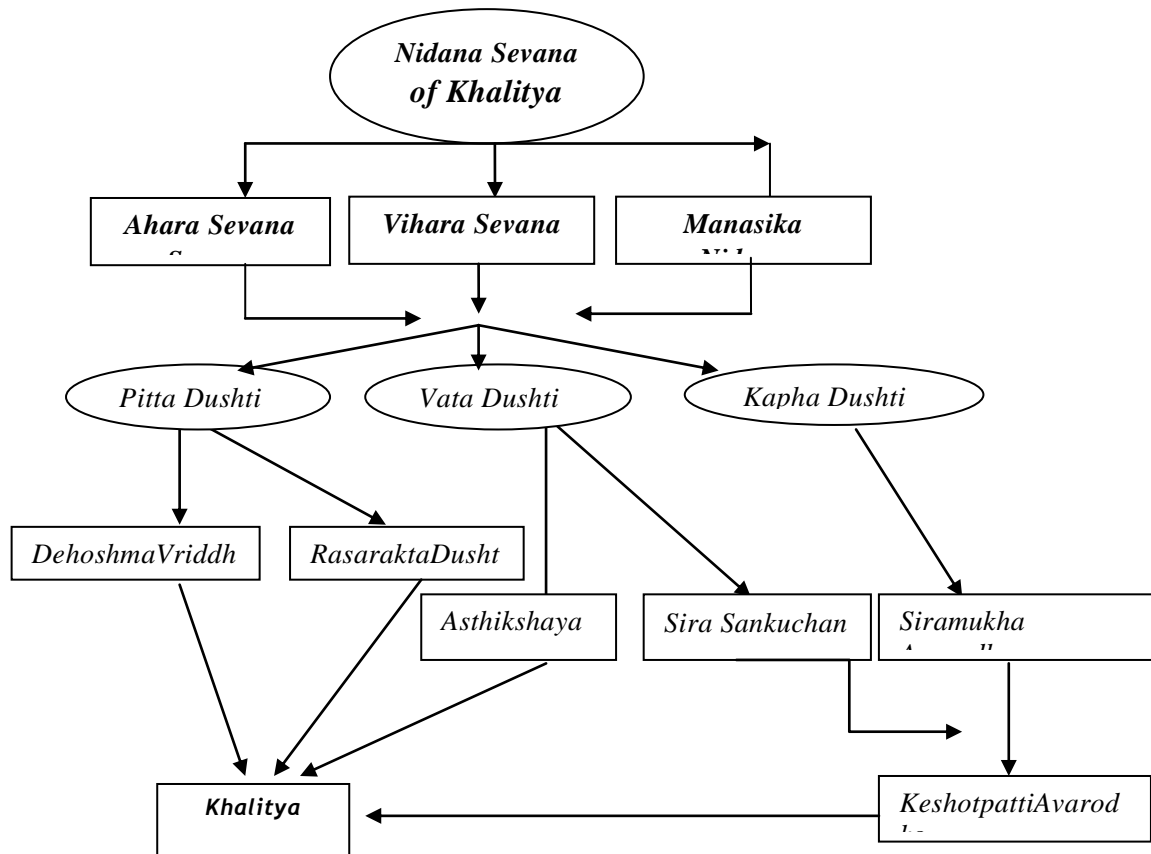 Nidana Sevana
of Khalitya
Ahara Sevana
Vihara Sevana
Manasika
Pitta Dushti
Vata Dushti
Kapha Dushti
DehoshmaVriddh
RasaraktaDusht
Asthikshaya
Sira Sankuchan
Siramukha
Khalitya
KeshotpattiAvarod